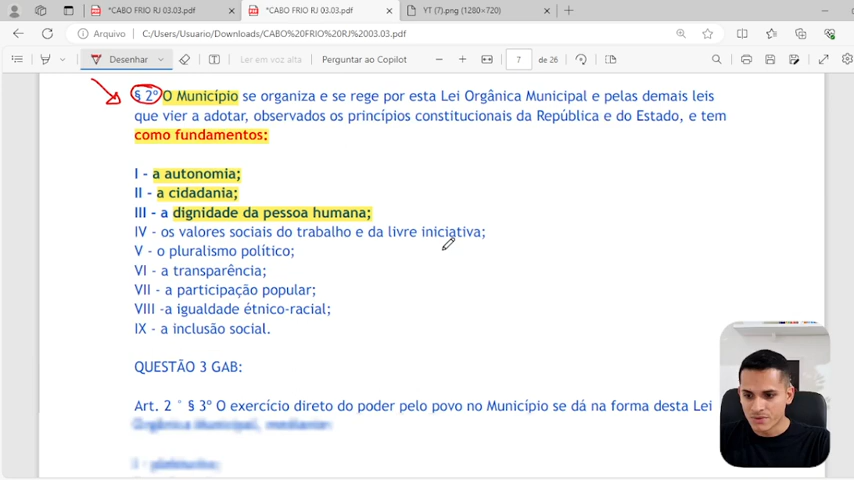 *CABO FRIO RJ 03.03.pdf
*CABO FRIO RJ 03.03.pdf
YT (7).png (1280×720)
Arquivo
C:/Users/Usuario/Downloads/CABO%20FRIO%20RJ%2003.03.pdf
Desenhar
Ler em voz alta
Perguntar ao Copilot
7
de 26
§ 2º O Município se organiza e se rege por esta Lei Orgânica Municipal e pelas demais leis
que vier a adotar, observados os princípios constitucionais da República e do Estado, e tem
como fundamentos:
I - a autonomia;
II - a cidadania;
III - a dignidade da pessoa humana;
IV - os valores sociais do trabalho e da livre iniciativa;
V - o pluralismo político;
VI - a transparência;
VII - a participação popular;
VIII -a igualdade étnico-racial;
IX - a inclusão social.
QUESTÃO 3 GAB:
Art. 2 ° § 3º O exercício direto do poder pelo povo no Município se dá na forma desta Lei
Orgânica Municipal, mediante: